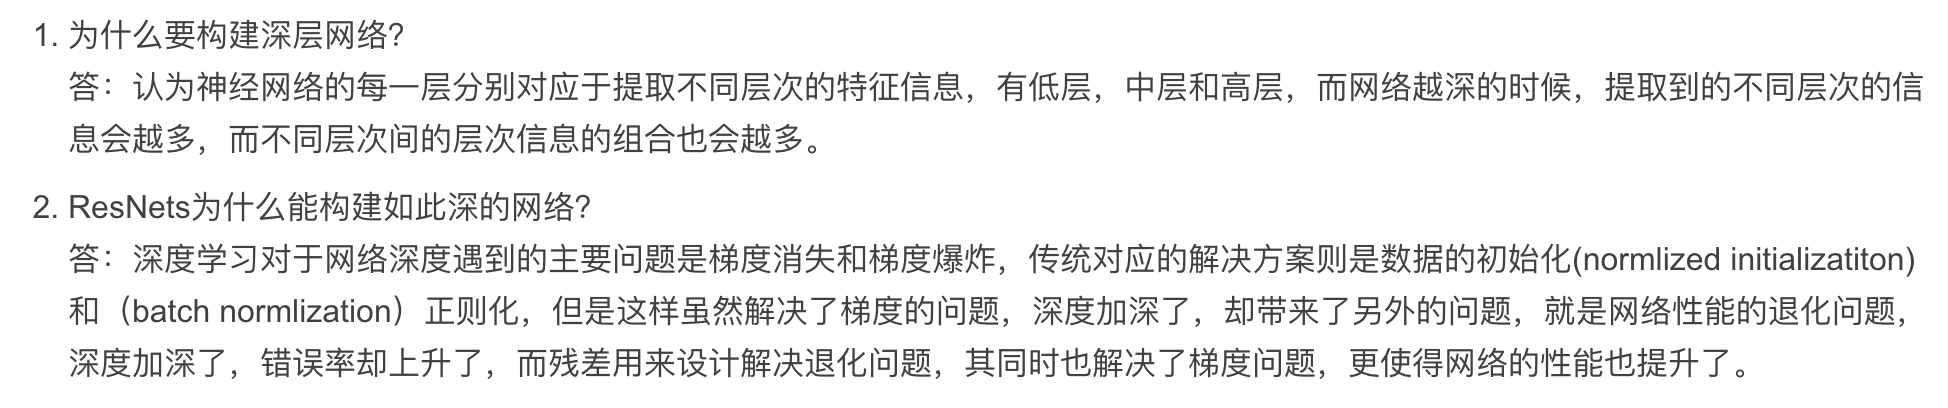 1. 为什么要构建深层网络?
答：认为神经网络的每一层分别对应于提取不同层次的特征信息，有低层，中层和高层，而网络越深的时候，提取到的不同层次的信
息会越多，而不同层次间的层次信息的组合也会越多。
2. ResNets为什么能构建如此深的网络?
答：深度学习对于网络深度遇到的主要问题是梯度消失和梯度爆炸，传统对应的解决方案则是数据的初始化(normlized initializatiton)
和（batch normlization）正则化，但是这样虽然解决了梯度的问题，深度加深了，却带来了另外的问题，就是网络性能的退化问题，
深度加深了，错误率却上升了，而残差用来设计解决退化问题，其同时也解决了梯度问题，更使得网络的性能也提升了。